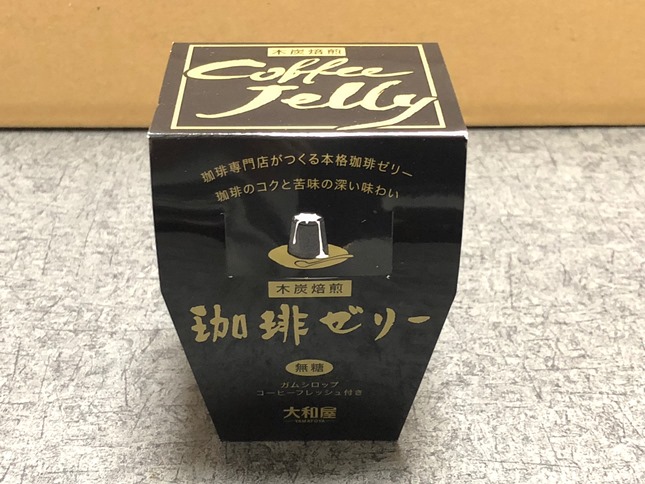 木炭焙煎
Coffee
Jelly
珈琲専門店がつくる本格珈琲ゼリー
珈琲のコクと苦味の深い味わい
木炭焙煎
珈琲ゼリー
無糖
ガムシロップ
コーヒーフレッシュ付き
大和屋
YAMATOYA